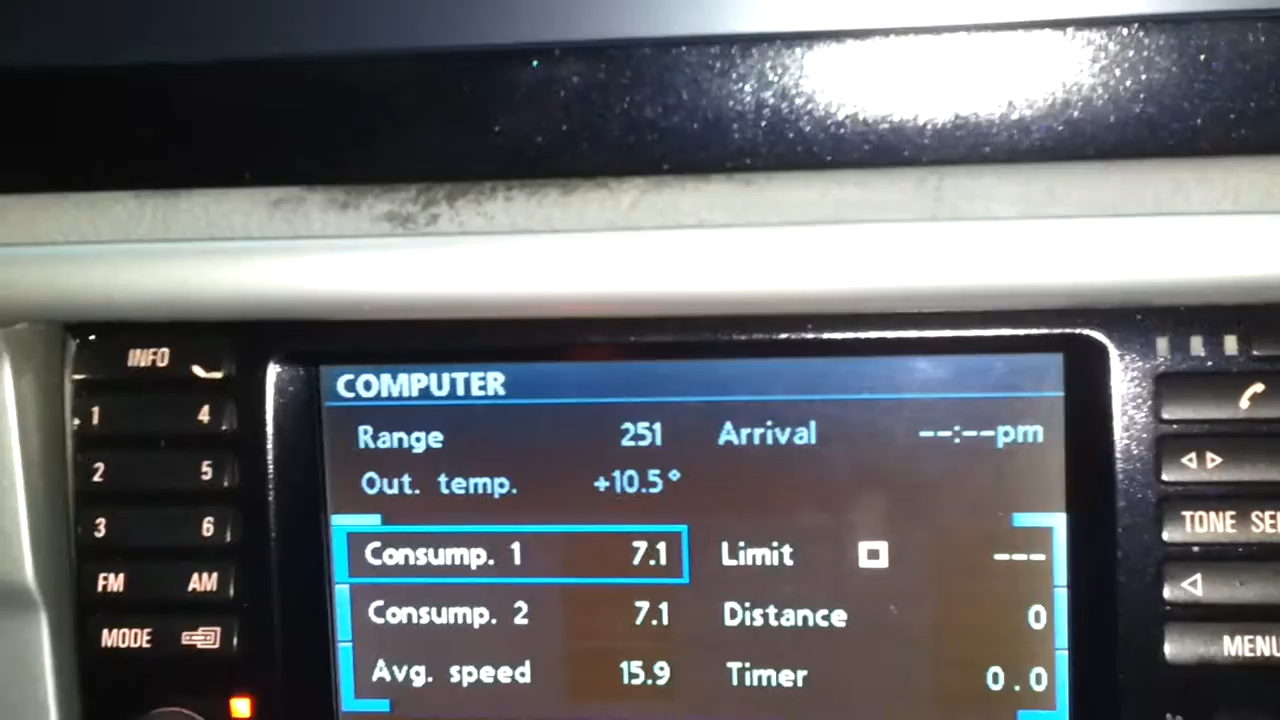 INFO
1 4
2 5
3 6
FM AM
MODE
COMPUTER
Range 251 Arrival --:--pm
Out. temp. +10.5°
Consump. 1 7.1 Limit ---
Consump. 2 7.1 Distance 0
Avg. speed 15.9 Timer 0.0
TONE SEL
MENU